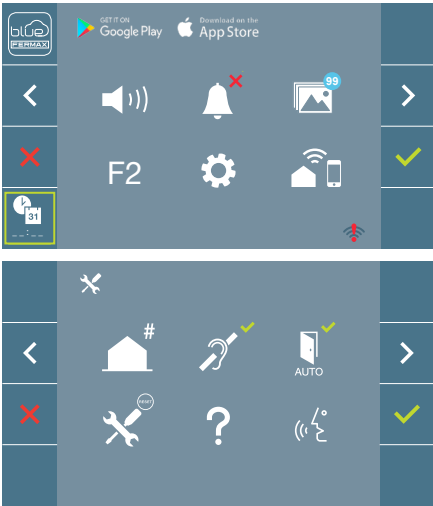 blue
FERMAX
GET IT ON
Google Play
Download on the
App Store
99
F2
31
--:--
#
AUTO
RESET
?